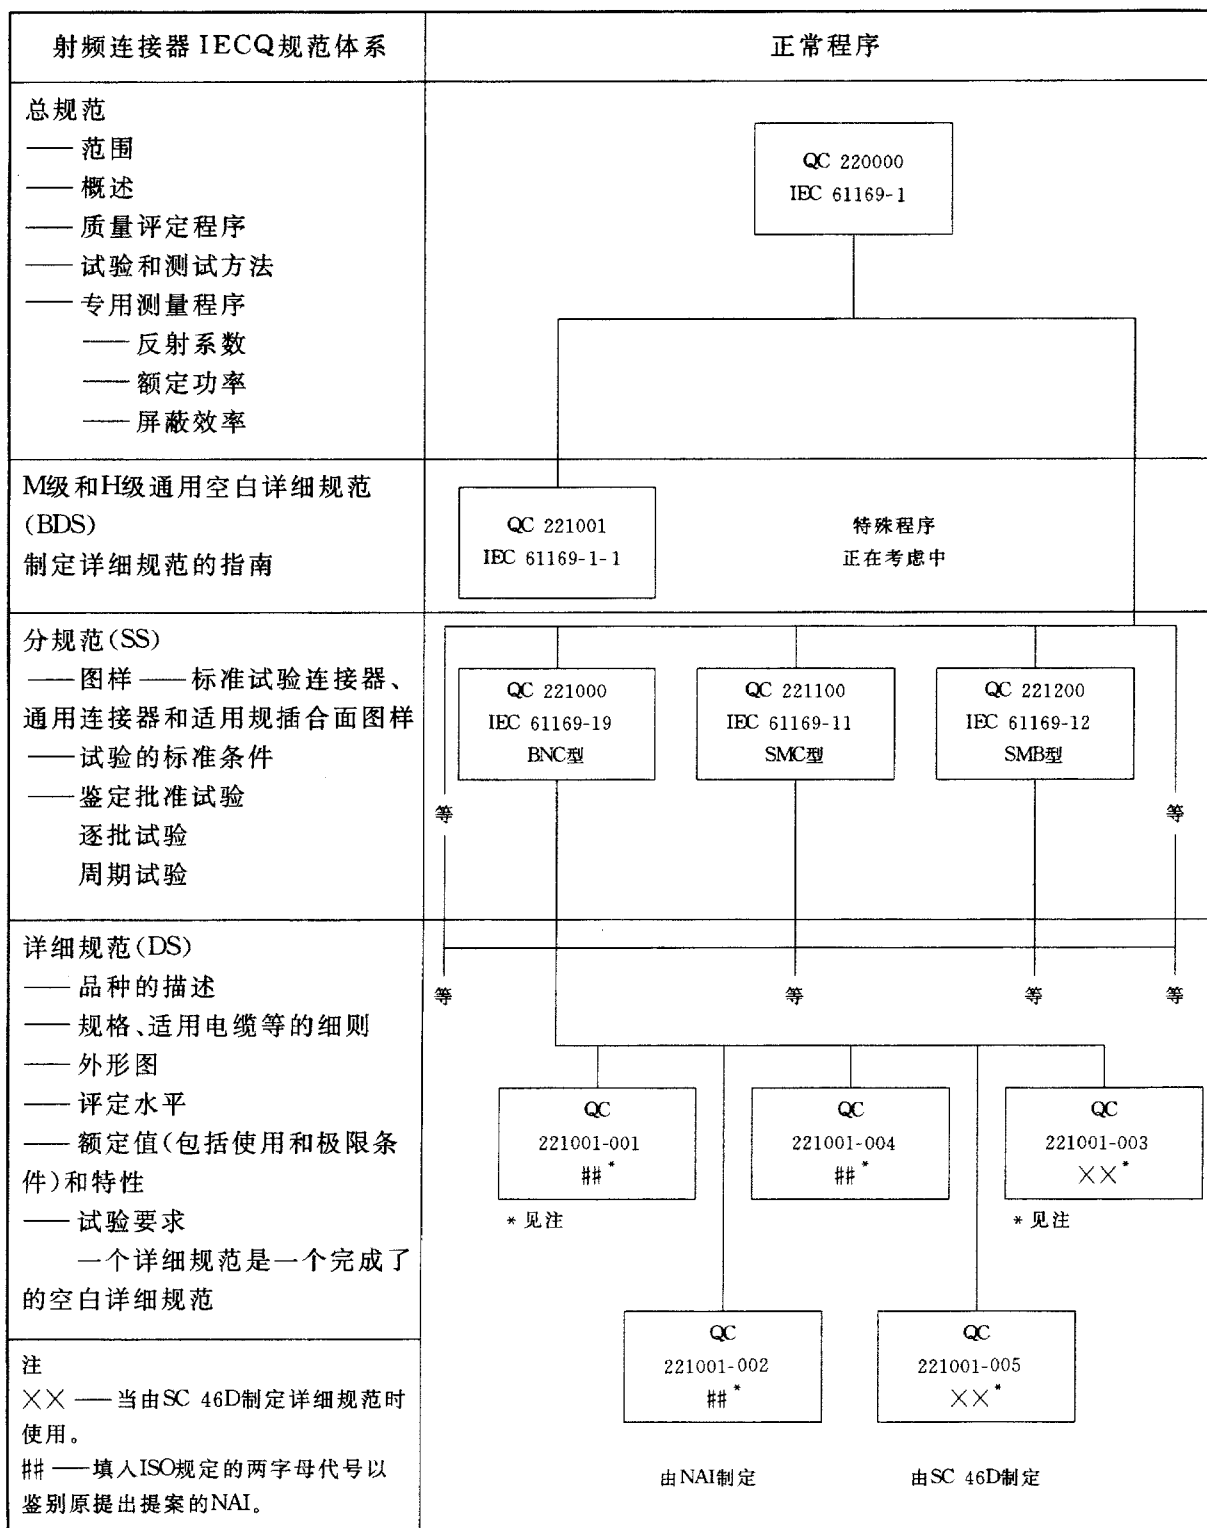 射频连接器 IECQ规范体系
正常程序
总规范
—— 范围
—— 概述
—— 质量评定程序
—— 试验和测试方法
—— 专用测量程序
—— 反射系数
—— 额定功率
—— 屏蔽效率
QC 220000
IEC 61169-1
M级和H级通用空白详细规范
(BDS)
制定详细规范的指南
QC 221001
IEC 61169-1-1
特殊程序
正在考虑中
分规范(SS)
—— 图样 —— 标准试验连接器、
通用连接器和适用规插合面图样
—— 试验的标准条件
—— 鉴定批准试验
逐批试验
周期试验
QC 221000
IEC 61169-19
BNC型
QC 221100
IEC 61169-11
SMC型
QC 221200
IEC 61169-12
SMB型
等
等
详细规范(DS)
—— 品种的描述
—— 规格、适用电缆等的细则
—— 外形图
—— 评定水平
—— 额定值(包括使用和极限条
件)和特性
—— 试验要求
一个详细规范是一个完成了
的空白详细规范
等
等
等
等
QC
221001-001
##*
* 见注
QC
221001-004
##*
QC
221001-003
××*
* 见注
QC
221001-002
##*
由NAI制定
QC
221001-005
××*
由SC 46D制定
注
×× —— 当由SC 46D制定详细规范时
使用。
## —— 填入ISO规定的两字母代号以
鉴别原提出提案的NAI。